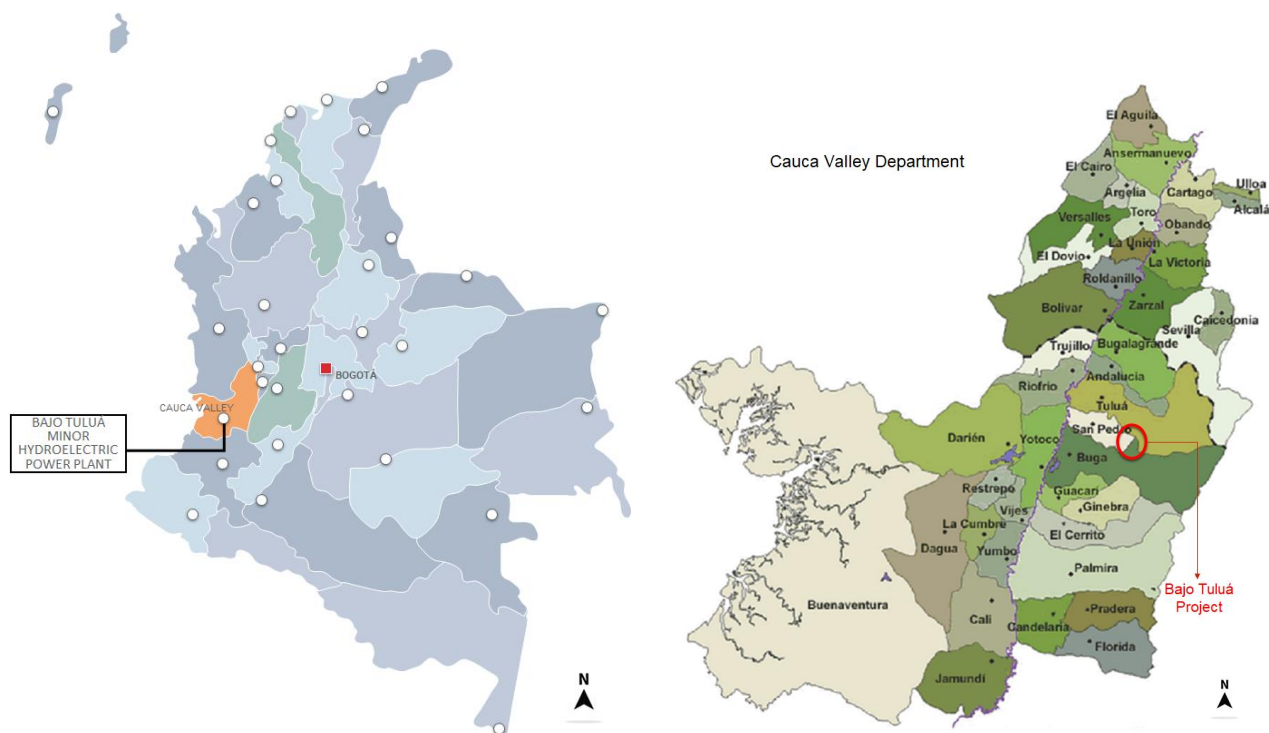 BOGOTÁ
CAUCA VALLEY
BAJO TULUÁ
MINOR
HYDROELECTRIC
POWER PLANT
N
Cauca Valley Department
El Aguila
Ansermanuevo
El Cairo
Argelia
Cartago
Ulloa
Alcalá
Versalles
Toro
Obando
La Unión
El Dovio
La Victoria
Roldanillo
Bolivar
Zarzal
Caicedonia
Sevilla
Trujillo
Bugalagrande
Riofrio
Andalucia
Tuluá
San Pedro
Darién
Yotoco
Buga
Restrepo
Guacarí
Ginebra
Vijes
La Cumbre
El Cerrito
Dagua
Yumbo
Palmira
Bajo Tuluá
Project
Buenaventura
Cali
Candelaria
Pradera
Florida
Jamundí
N